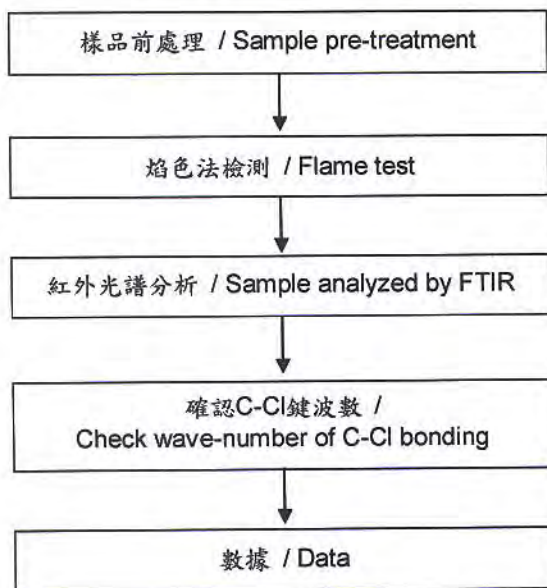 樣品前處理 / Sample pre-treatment
焰色法檢測 / Flame test
紅外光譜分析 / Sample analyzed by FTIR
確認C-Cl鍵波數 /
Check wave-number of C-Cl bonding
數據 / Data